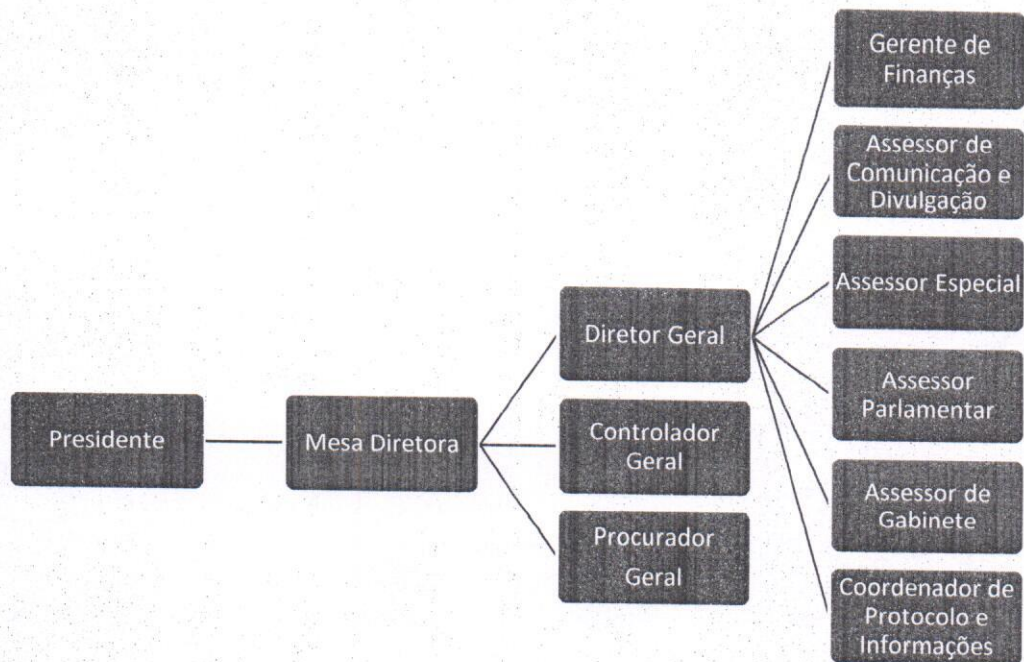 Presidente
Mesa Diretora
Diretor Geral
Controlador
Geral
Procurador
Geral
Gerente de
Finanças
Assessor de
Comunicação e
Divulgação
Assessor Especial
Assessor
Parlamentar
Assessor de
Gabinete
Coordenador de
Protocolo e
Informações